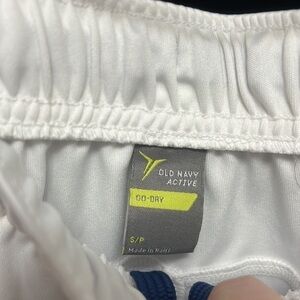 OLD NAVY
ACTIVE
GO-DRY
S/P
Made in Haiti